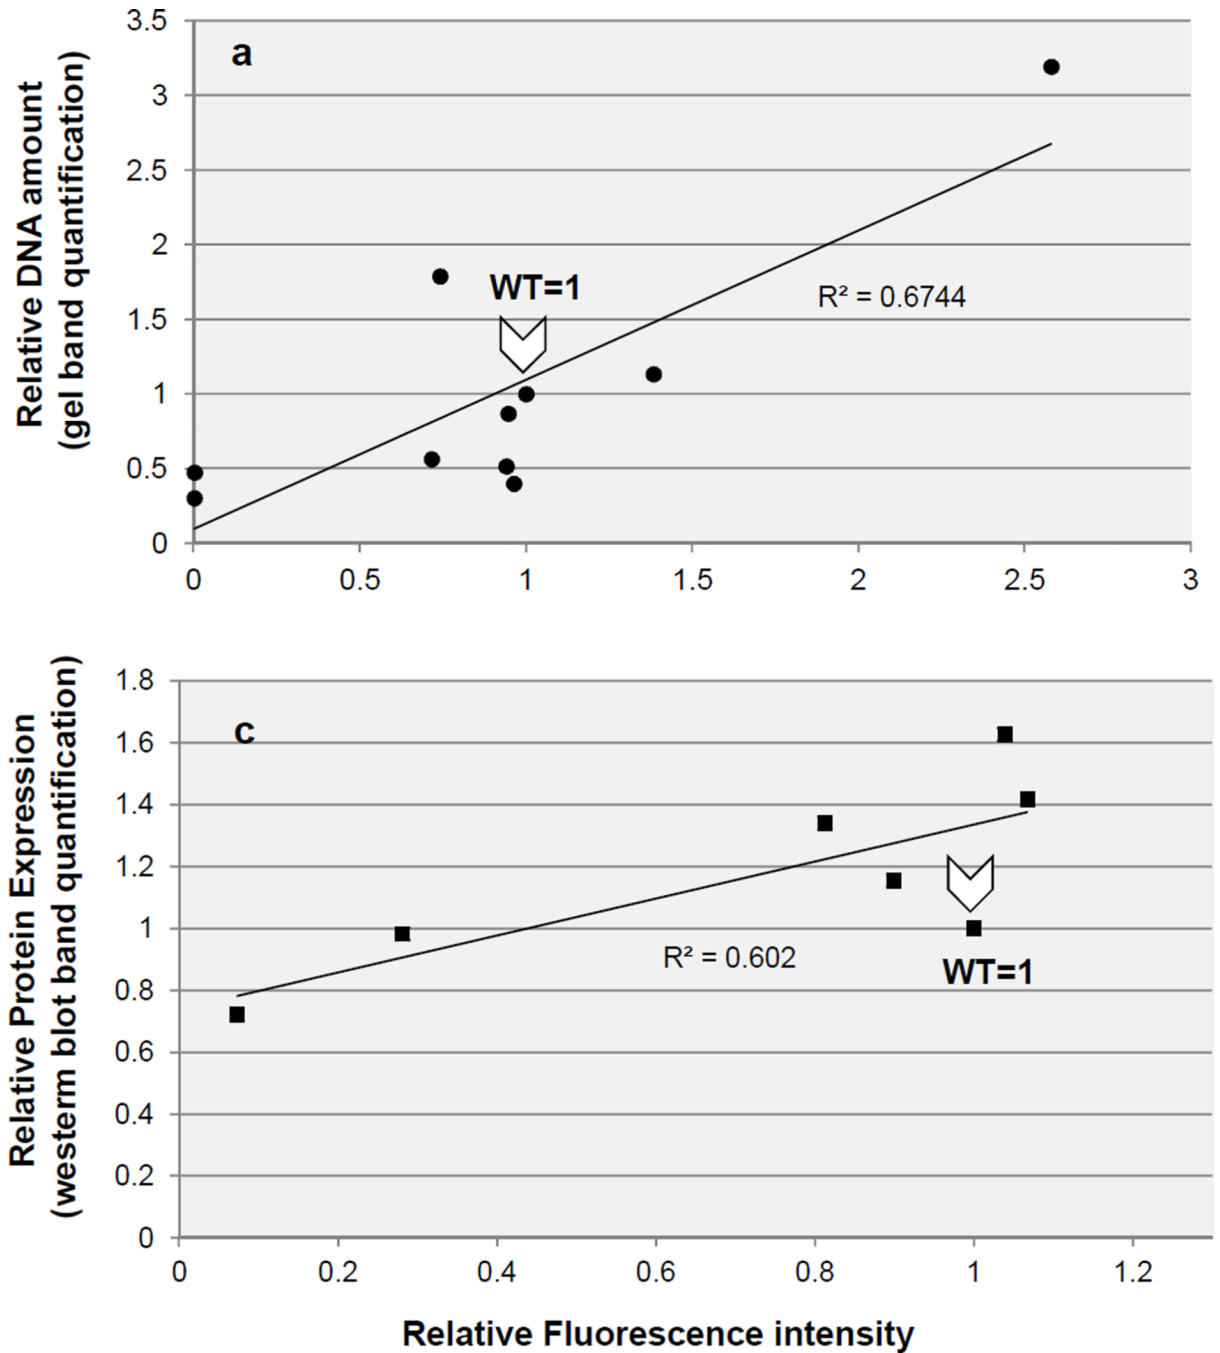 a
Relative DNA amount
(gel band quantification)
3.5
3
2.5
2
1.5
1
0.5
0
WT=1
R² = 0.6744
0 0.5 1 1.5 2 2.5 3
c
Relative Protein Expression
(westerm blot band quantification)
1.8
1.6
1.4
1.2
1
0.8
0.6
0.4
0.2
0
R² = 0.602
WT=1
0 0.2 0.4 0.6 0.8 1 1.2
Relative Fluorescence intensity